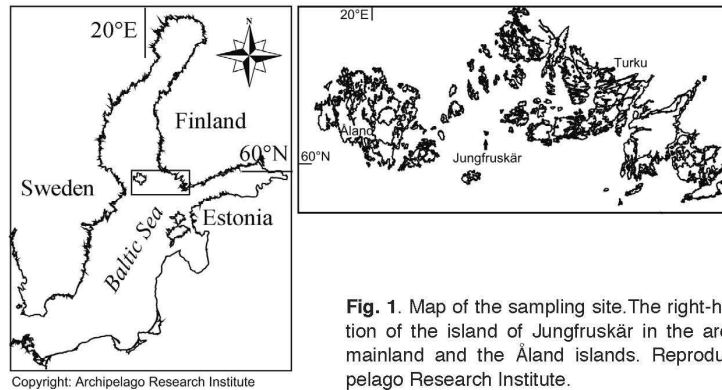 20°E
N
Finland
60°N
Sweden
Estonia
Baltic Sea
Copyright: Archipelago Research Institute
20°E
Turku
Åland
60°N
Jungfruskär
Fig. 1. Map of the sampling site.The right-h
tion of the island of Jungfruskär in the arc
mainland and the Åland islands. Reprodu
pelago Research Institute.